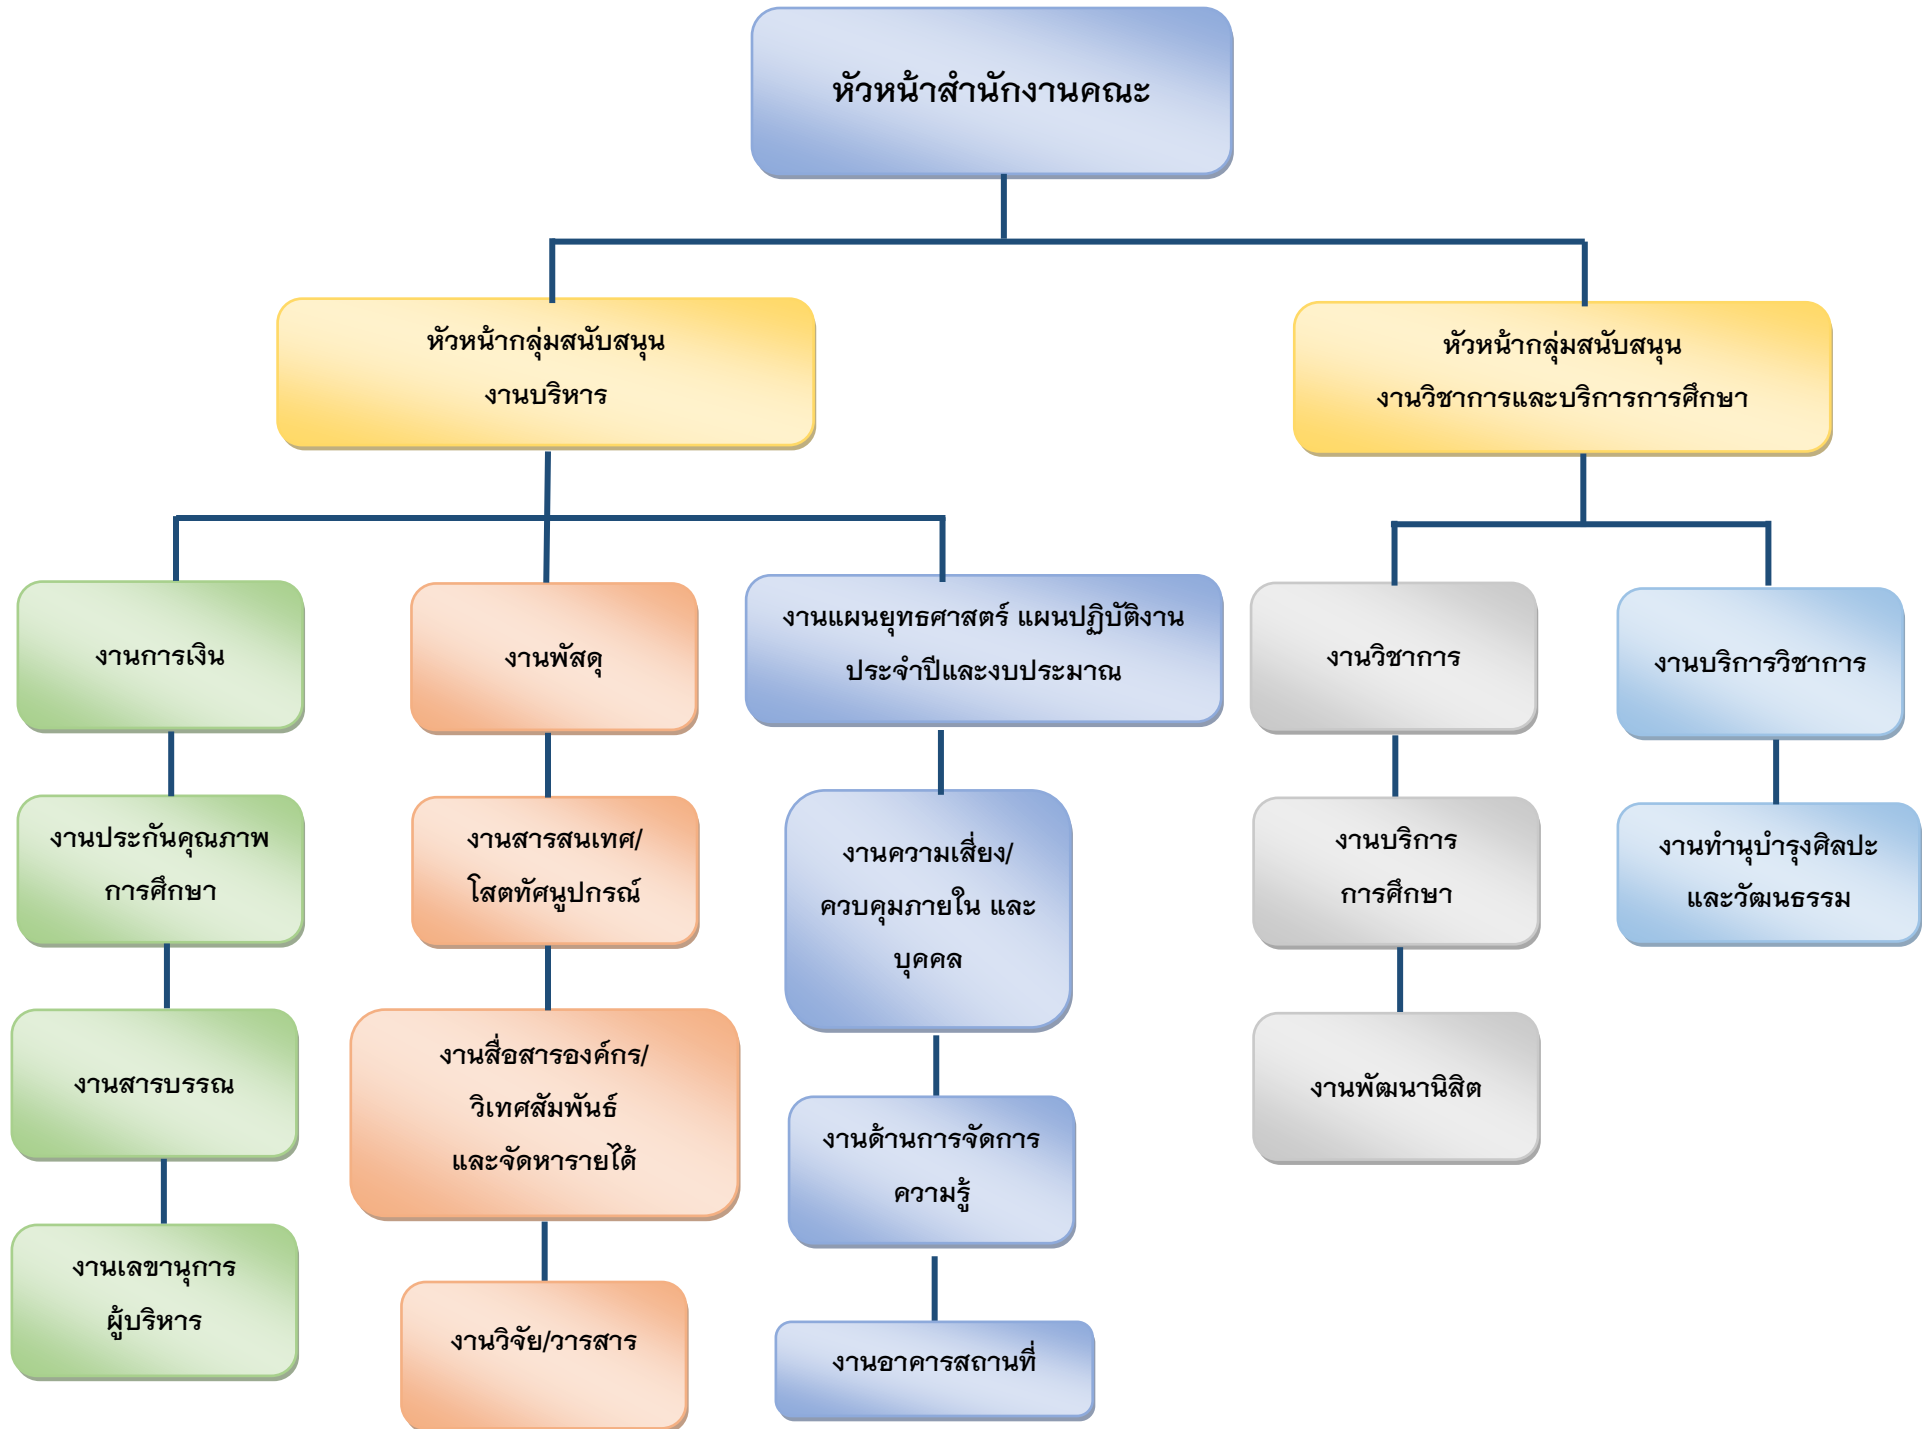 หัวหน้าสำนักงานคณะ
หัวหน้ากลุ่มสนับสนุน
งานบริหาร
หัวหน้ากลุ่มสนับสนุน
งานวิชาการและบริการการศึกษา
งานการเงิน
งานพัสดุ
งานแผนยุทธศาสตร์ แผนปฏิบัติงาน
ประจำปีและงบประมาณ
งานวิชาการ
งานบริการวิชาการ
งานประกันคุณภาพ
การศึกษา
งานสารสนเทศ/
โสตทัศนูปกรณ์
งานความเสี่ยง/
ควบคุมภายใน และ
บุคคล
งานบริการ
การศึกษา
งานทำนุบำรุงศิลปะ
และวัฒนธรรม
งานสารบรรณ
งานสื่อสารองค์กร/
วิเทศสัมพันธ์
และจัดหารายได้
งานด้านการจัดการ
ความรู้
งานพัฒนานิสิต
งานเลขานุการ
ผู้บริหาร
งานวิจัย/วารสาร
งานอาคารสถานที่